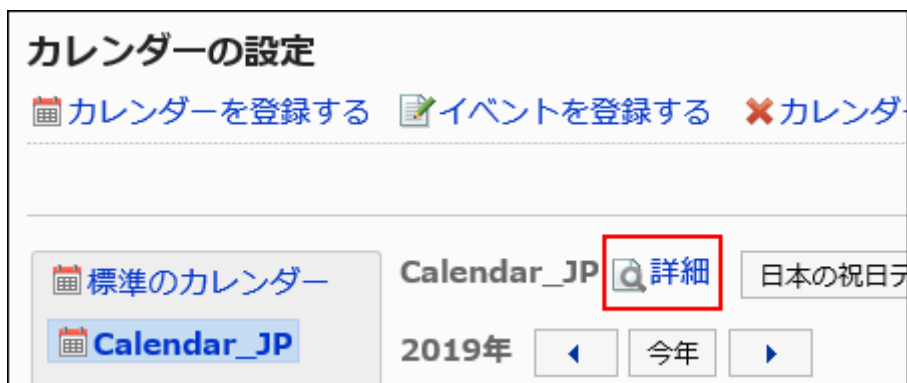 カレンダーの設定
カレンダーを登録する イベントを登録する カレンダー
標準のカレンダー
Calendar_JP
Calendar_JP 詳細 日本の祝日デ
2019年 今年